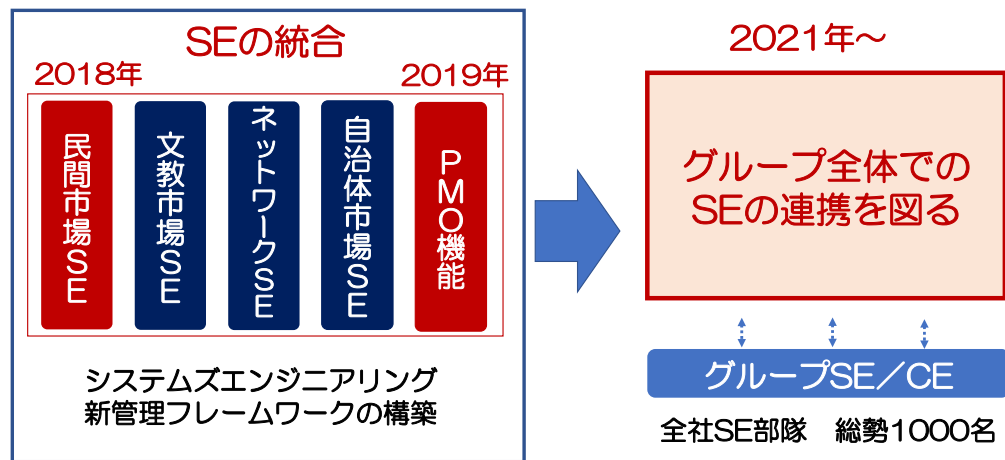 SEの統合
2018年
2019年
民間市場SE
文教市場SE
ネットワークSE
自治体市場SE
PMO機能
システムズエンジニアリング
新管理フレームワークの構築
2021年～
グループ全体での
SEの連携を図る
グループSE／CE
全社SE部隊　総勢1000名